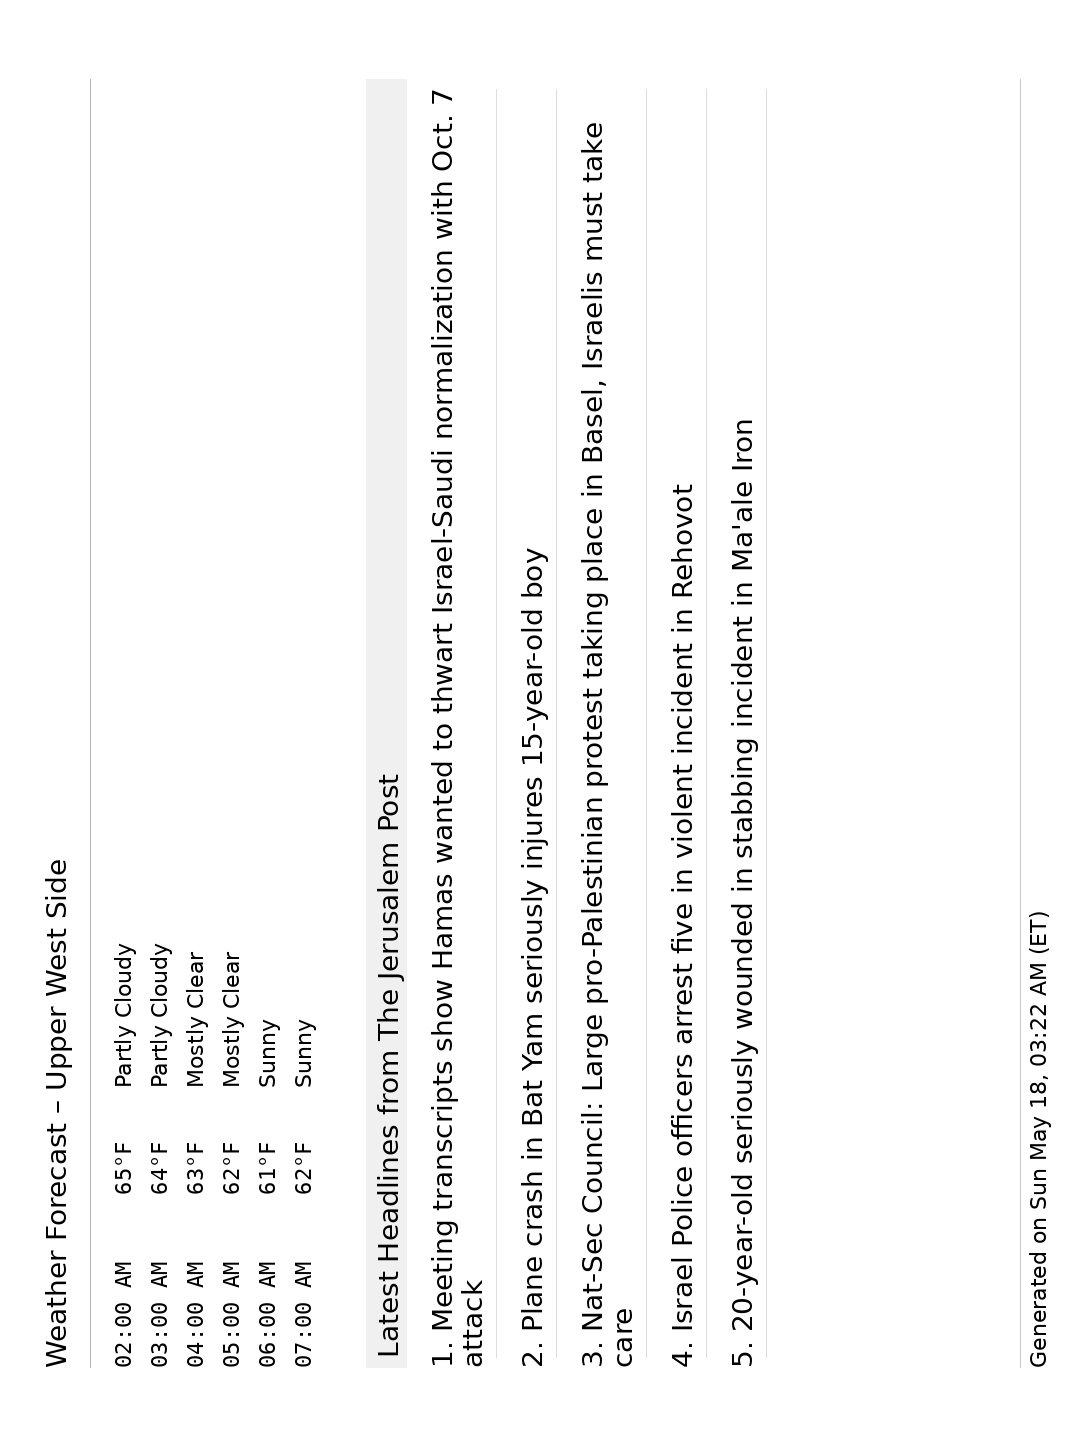 Weather Forecast – Upper West Side
02:00 AM 65°F Partly Cloudy
03:00 AM 64°F Partly Cloudy
04:00 AM 63°F Mostly Clear
05:00 AM 62°F Mostly Clear
06:00 AM 61°F Sunny
07:00 AM 62°F Sunny
Latest Headlines from The Jerusalem Post
1. Meeting transcripts show Hamas wanted to thwart Israel-Saudi normalization with Oct. 7
attack
2. Plane crash in Bat Yam seriously injures 15-year-old boy
3. Nat-Sec Council: Large pro-Palestinian protest taking place in Basel, Israelis must take
care
4. Israel Police officers arrest five in violent incident in Rehovot
5. 20-year-old seriously wounded in stabbing incident in Ma'ale Iron
Generated on Sun May 18, 03:22 AM (ET)